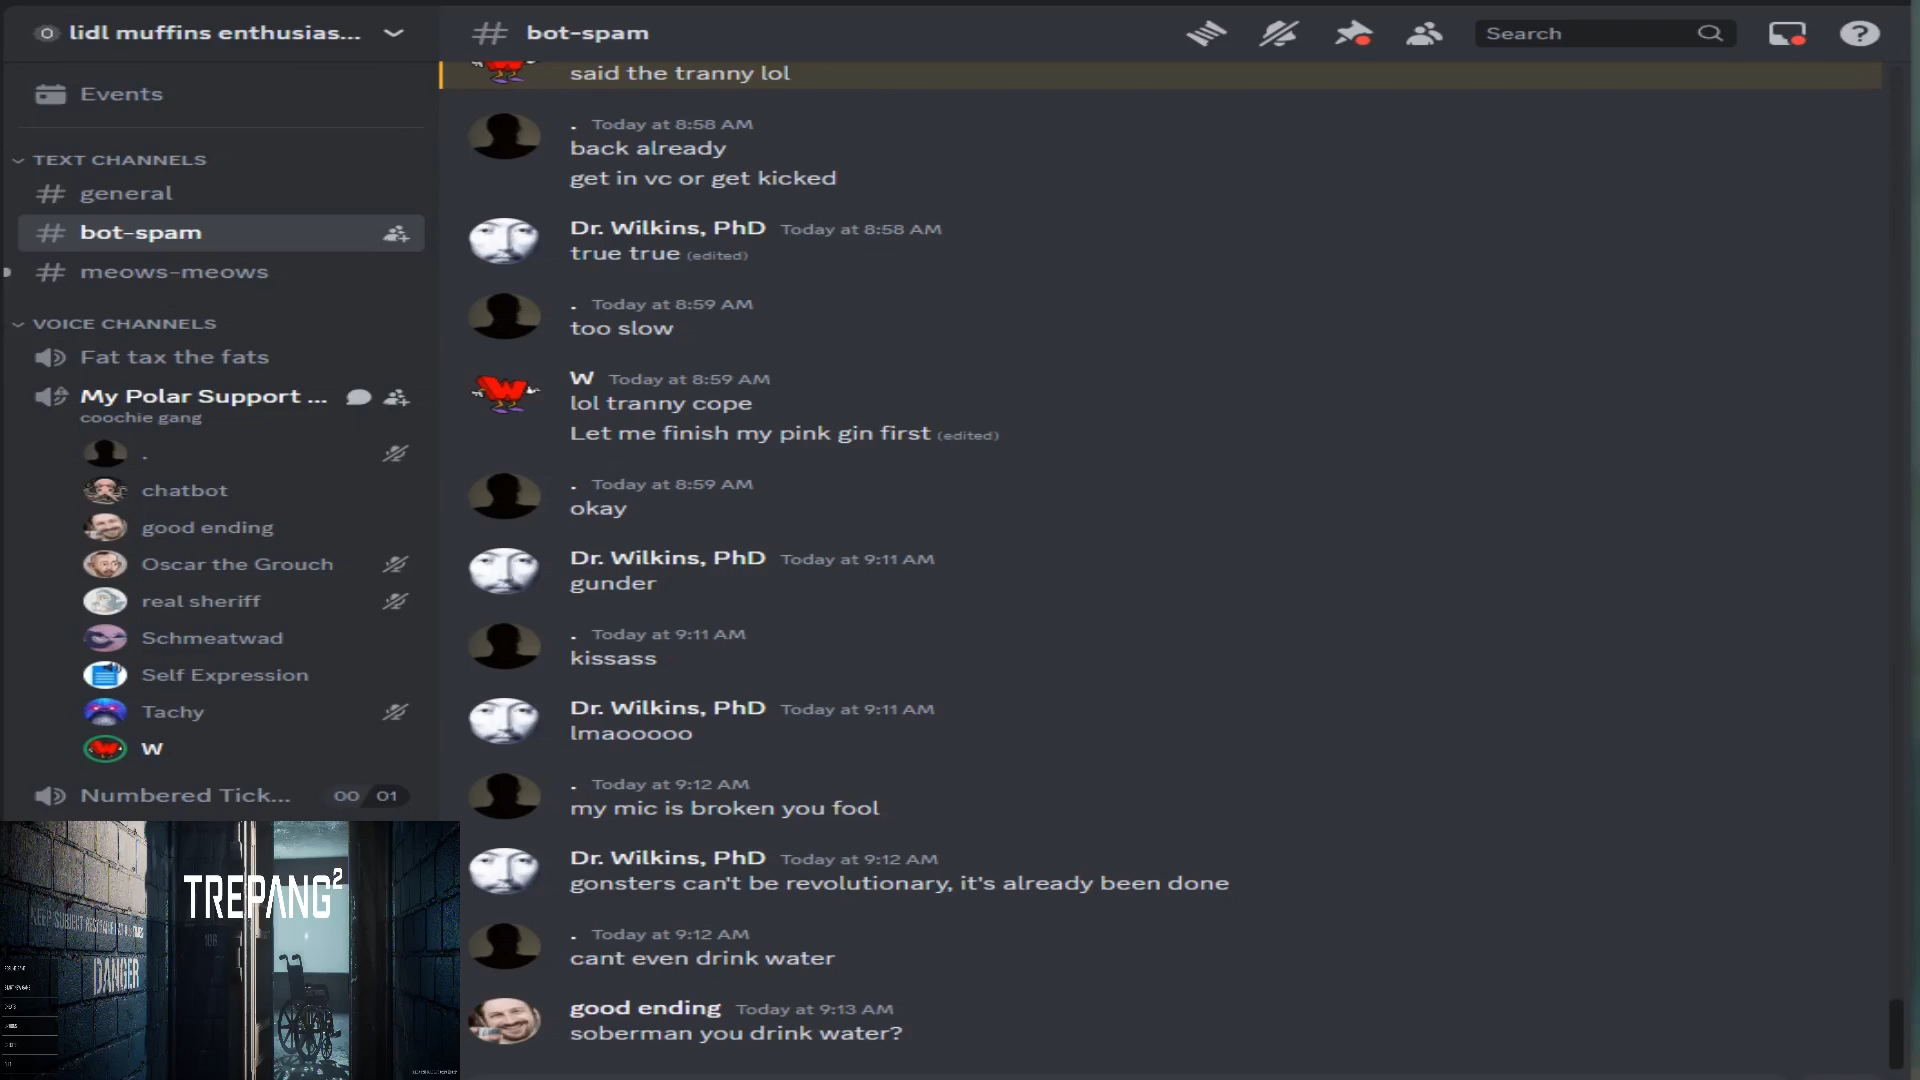 lidl muffins enthusias...
Events
TEXT CHANNELS
general
bot-spam
meows-meows
VOICE CHANNELS
Fat tax the fats
My Polar Support ...
coochie gang
.
chatbot
good ending
Oscar the Grouch
real sheriff
Schmeatwad
Self Expression
Tachy
W
Numbered Tick... 00 01
TREPANG²
DANGER
# bot-spam
Search
said the tranny lol
. Today at 8:58 AM
back already
get in vc or get kicked
Dr. Wilkins, PhD Today at 8:58 AM
true true (edited)
. Today at 8:59 AM
too slow
W Today at 8:59 AM
lol tranny cope
Let me finish my pink gin first (edited)
. Today at 8:59 AM
okay
Dr. Wilkins, PhD Today at 9:11 AM
gunder
. Today at 9:11 AM
kissass
Dr. Wilkins, PhD Today at 9:11 AM
lmaooooo
. Today at 9:12 AM
my mic is broken you fool
Dr. Wilkins, PhD Today at 9:12 AM
gonsters can't be revolutionary, it's already been done
. Today at 9:12 AM
cant even drink water
good ending Today at 9:13 AM
soberman you drink water?